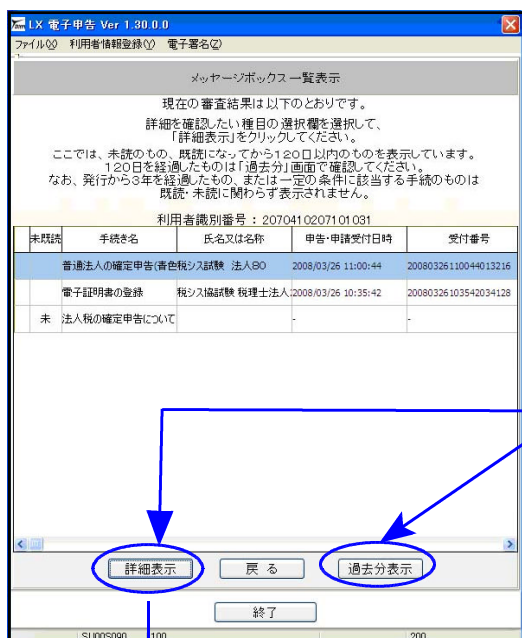 LX 電子申告 Ver 1.30.0.0
ファイル(X) 利用者情報登録(Y) 電子署名(Z)
メッセージボックス一覧表示
現在の審査結果は以下のとおりです。
詳細を確認したい種目の選択欄を選択して、
「詳細表示」をクリックしてください。
ここでは、未読のもの、既読になってから120日以内のものを表示しています。
120日を経過したものは「過去分」画面で確認してください。
なお、発行から3年を経過したもの、または一定の条件に該当する手続のものは
既読・未読に関わらず表示されません。
利用者識別番号 : 2070410207101031
未既読 手続き名 氏名又は名称 申告・申請受付日時 受付番号
普通法人の確定申告(青色 税シス試験 法人80 2008/03/26 11:00:44 20080326110044013216
電子証明書の登録 税シス協試験 税理士法人 2008/03/26 10:35:42 20080326103542034128
未 法人税の確定申告について - -
詳細表示 戻る 過去分表示
終了
SU00S090 100 200